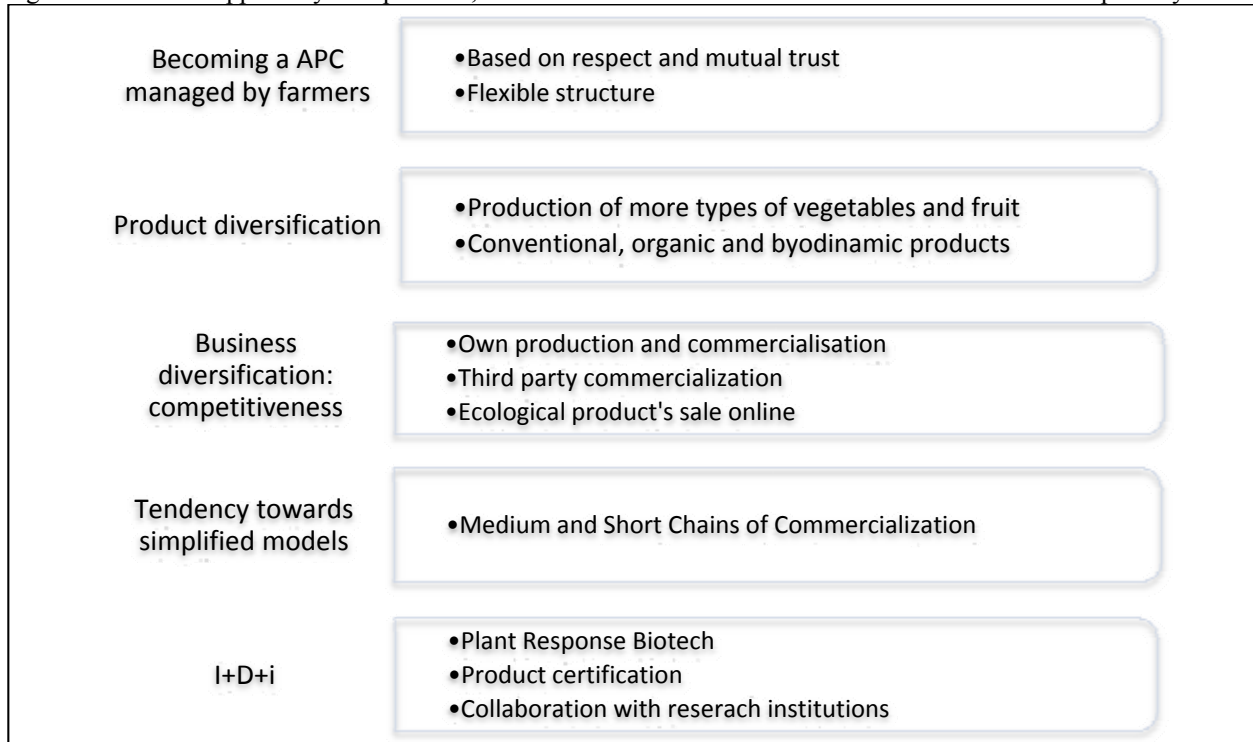 Becoming a APC
managed by farmers
•Based on respect and mutual trust
•Flexible structure
Product diversification
•Production of more types of vegetables and fruit
•Conventional, organic and byodinamic products
Business
diversification:
competitiveness
•Own production and commercialisation
•Third party commercialization
•Ecological product's sale online
Tendency towards
simplified models
•Medium and Short Chains of Commercialization
I+D+i
•Plant Response Biotech
•Product certification
•Collaboration with reserach institutions